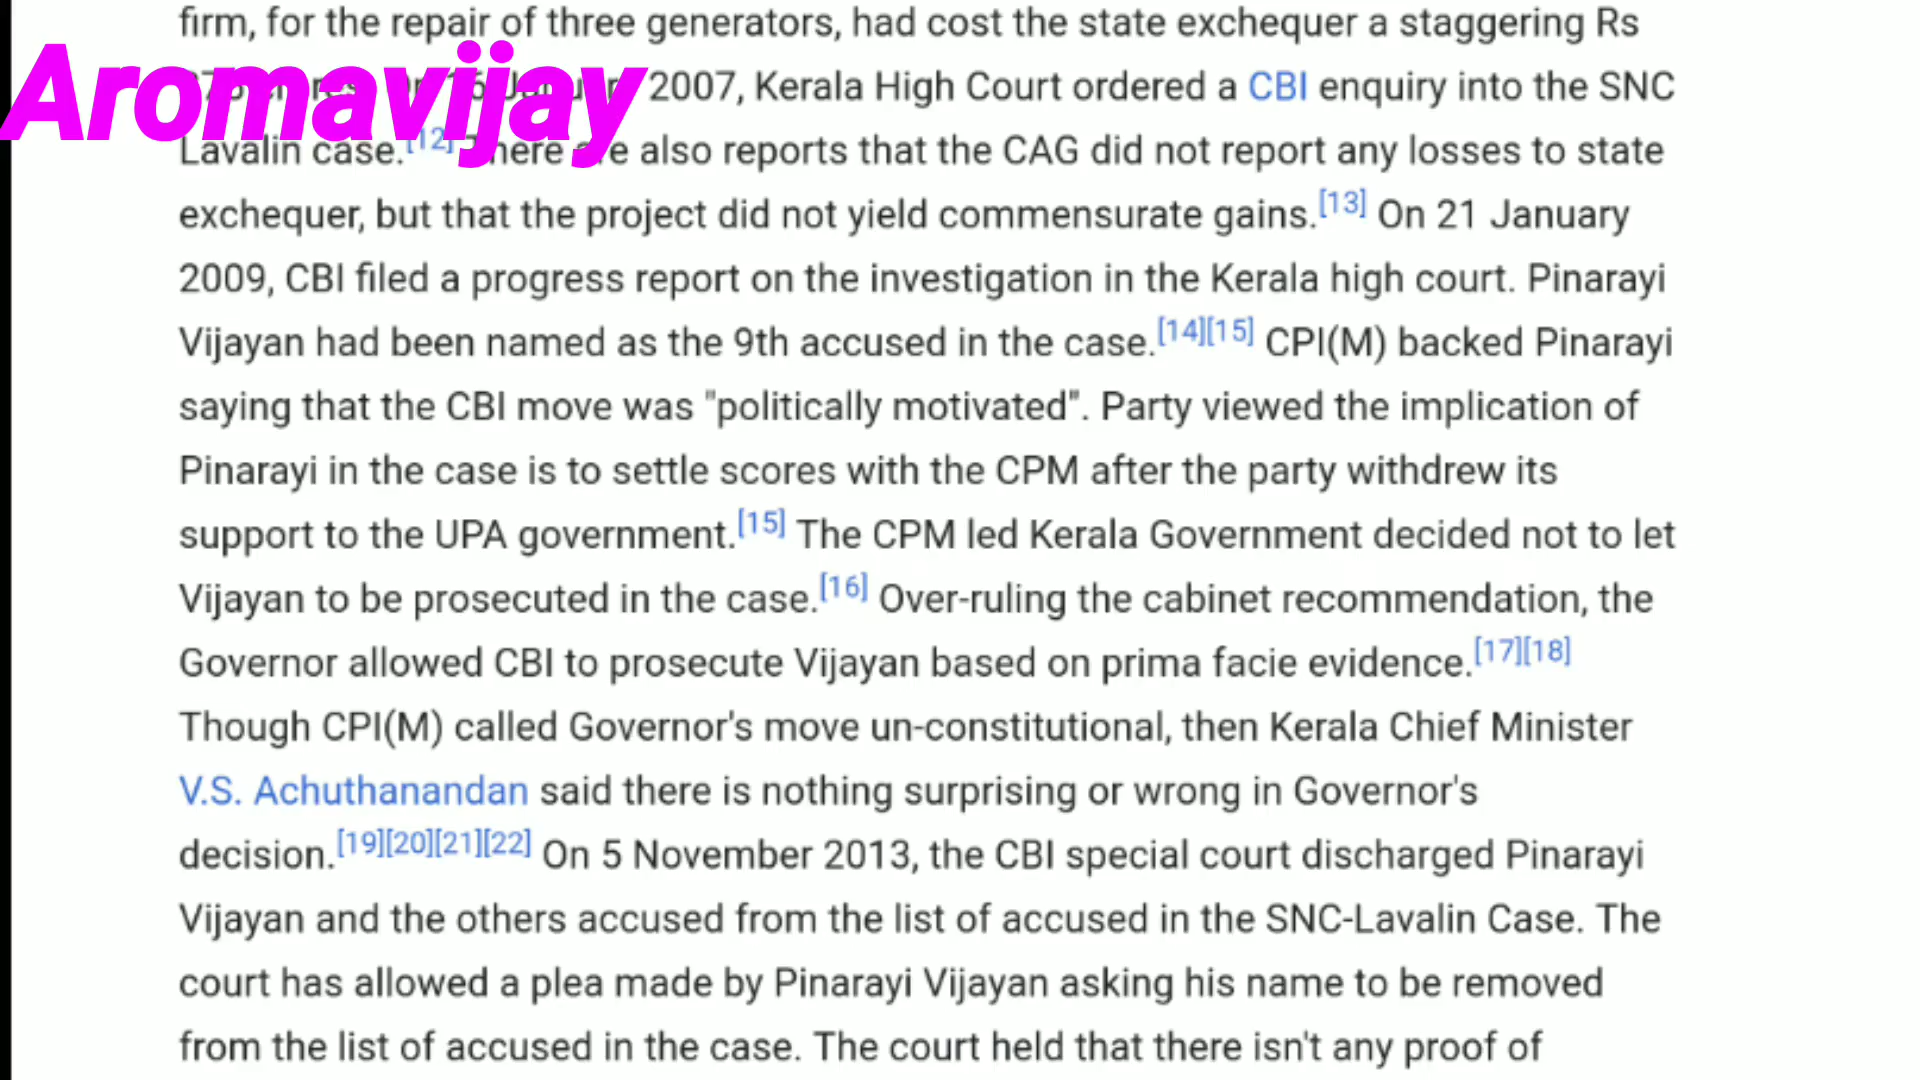 firm, for the repair of three generators, had cost the state exchequer a staggering Rs
Aromavijay
2007, Kerala High Court ordered a CBI enquiry into the SNC
Lavalin case.[12] There are also reports that the CAG did not report any losses to state
exchequer, but that the project did not yield commensurate gains.[13] On 21 January
2009, CBI filed a progress report on the investigation in the Kerala high court. Pinarayi
Vijayan had been named as the 9th accused in the case.[14][15] CPI(M) backed Pinarayi
saying that the CBI move was "politically motivated". Party viewed the implication of
Pinarayi in the case is to settle scores with the CPM after the party withdrew its
support to the UPA government.[15] The CPM led Kerala Government decided not to let
Vijayan to be prosecuted in the case.[16] Over-ruling the cabinet recommendation, the
Governor allowed CBI to prosecute Vijayan based on prima facie evidence.[17][18]
Though CPI(M) called Governor's move un-constitutional, then Kerala Chief Minister
V.S. Achuthanandan said there is nothing surprising or wrong in Governor's
decision.[19][20][21][22] On 5 November 2013, the CBI special court discharged Pinarayi
Vijayan and the others accused from the list of accused in the SNC-Lavalin Case. The
court has allowed a plea made by Pinarayi Vijayan asking his name to be removed
from the list of accused in the case. The court held that there isn't any proof of